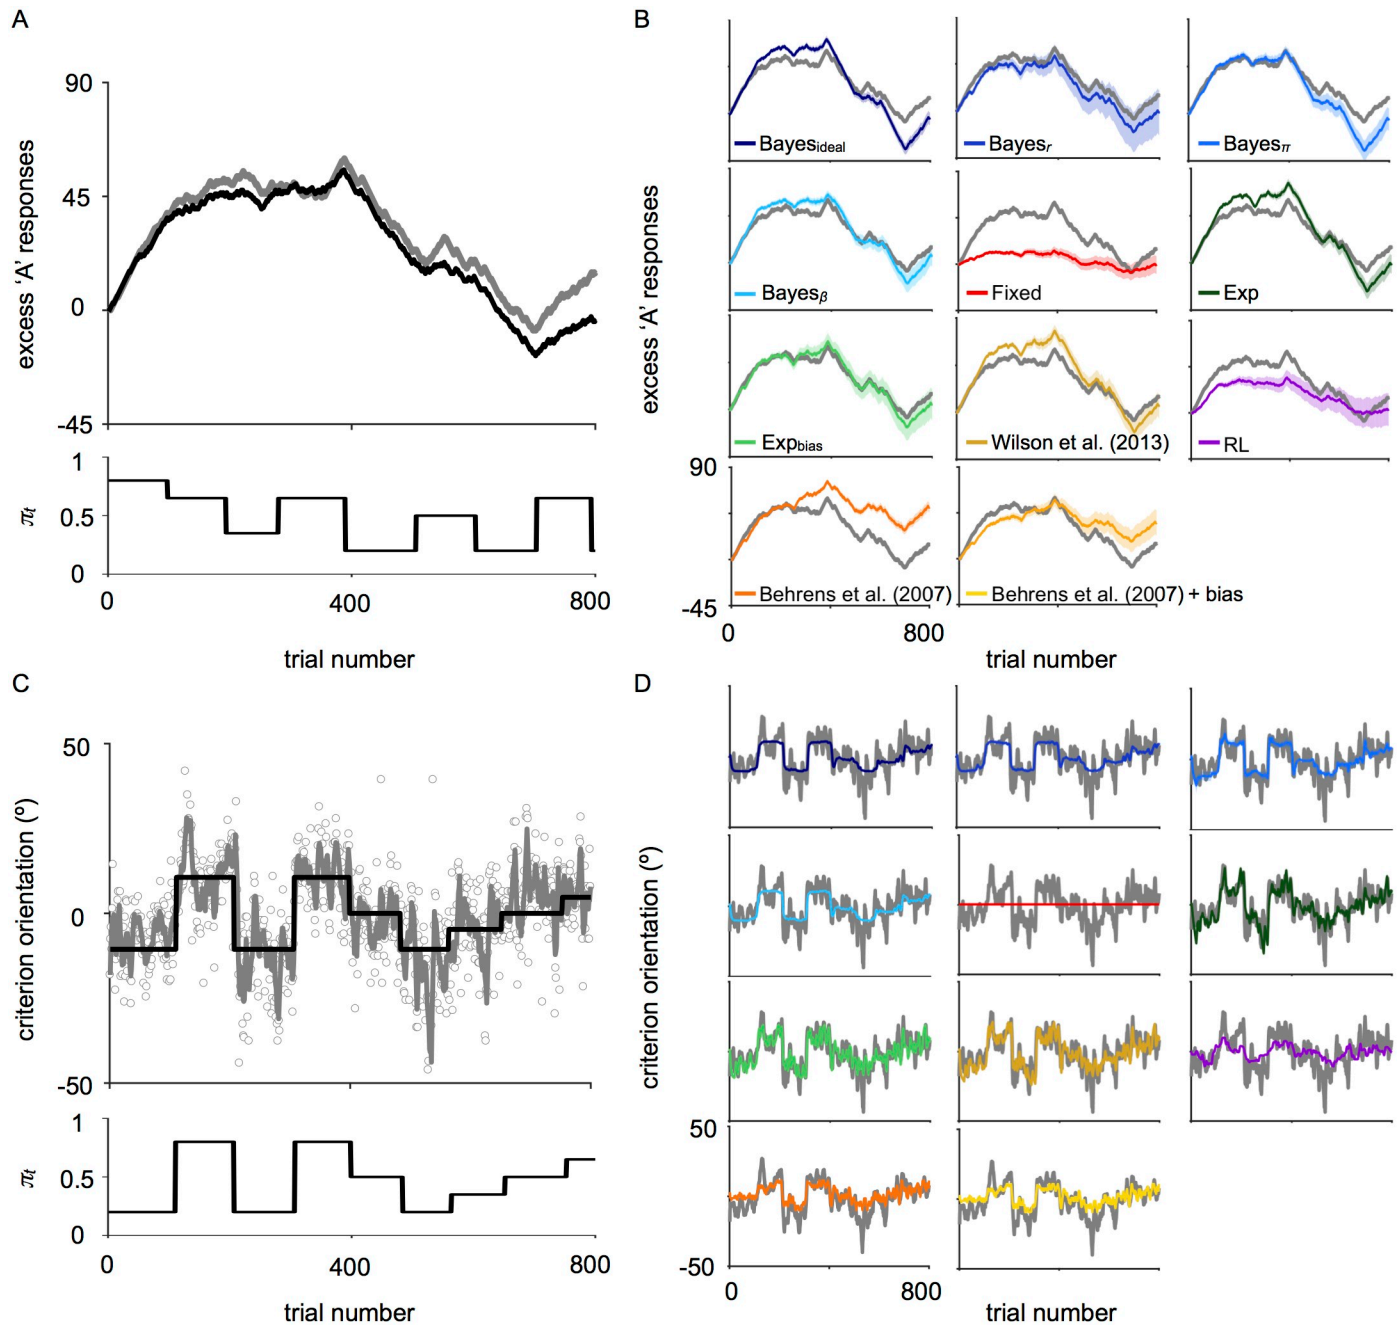 A
90
45
0
-45
excess ‘A’ responses
1
0.5
0
πt
0
400
800
trial number
B
excess ‘A’ responses
Bayesideal
Bayesr
Bayesπ
Bayesβ
Fixed
Exp
Expbias
Wilson et al. (2013)
RL
90
-45
Behrens et al. (2007)
Behrens et al. (2007) + bias
0
800
trial number
C
50
0
-50
criterion orientation (º)
1
0.5
0
πt
0
400
800
trial number
D
criterion orientation (º)
50
-50
0
800
trial number